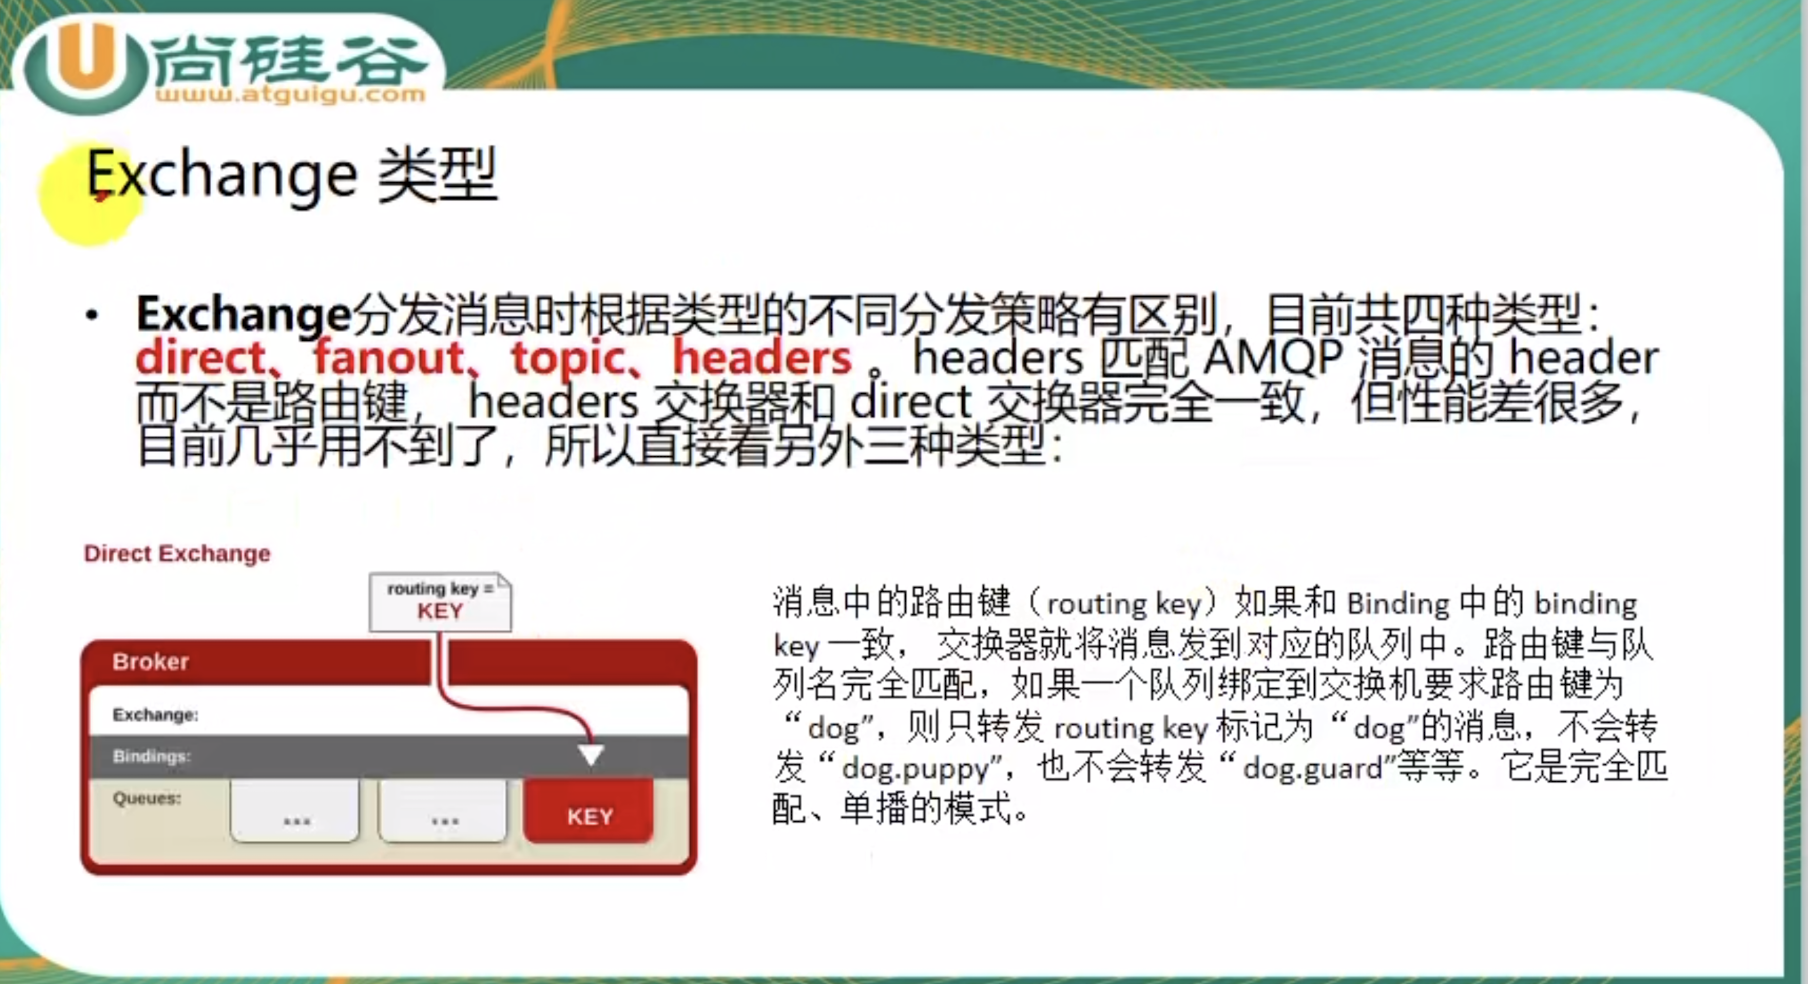 尚硅谷
www.atguigu.com
Exchange 类型
• Exchange分发消息时根据类型的不同分发策略有区别，目前共四种类型：
direct、fanout、topic、headers 。headers 匹配 AMQP 消息的 header
而不是路由键， headers 交换器和 direct 交换器完全一致，但性能差很多，
目前几乎用不到了，所以直接看另外三种类型：
Direct Exchange
routing key =
KEY
Broker
Exchange:
Bindings:
Queues:
...
...
KEY
消息中的路由键（routing key）如果和 Binding 中的 binding
key 一致， 交换器就将消息发到对应的队列中。路由键与队
列名完全匹配，如果一个队列绑定到交换机要求路由键为
“dog”，则只转发 routing key 标记为“dog”的消息，不会转
发“dog.puppy”，也不会转发“dog.guard”等等。它是完全匹
配、单播的模式。